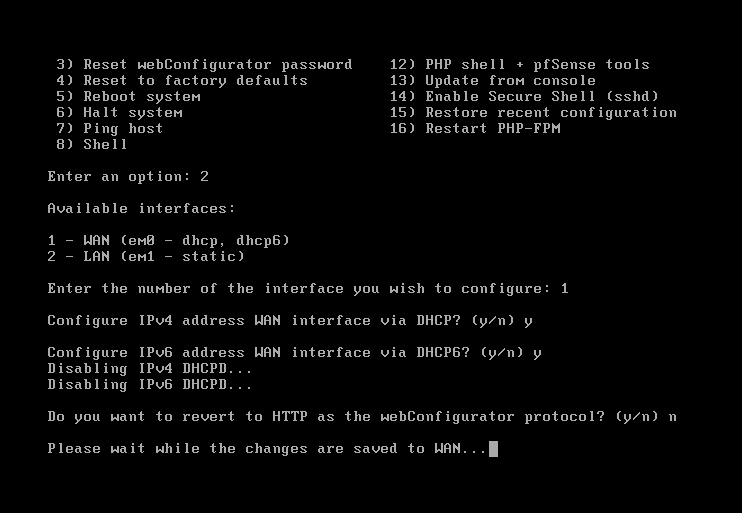 3) Reset webConfigurator password     12) PHP shell + pfSense tools
4) Reset to factory defaults          13) Update from console
5) Reboot system                      14) Enable Secure Shell (sshd)
6) Halt system                        15) Restore recent configuration
7) Ping host                          16) Restart PHP-FPM
8) Shell
Enter an option: 2
Available interfaces:
1 - WAN (em0 - dhcp, dhcp6)
2 - LAN (em1 - static)
Enter the number of the interface you wish to configure: 1
Configure IPv4 address WAN interface via DHCP? (y/n) y
Configure IPv6 address WAN interface via DHCP6? (y/n) y
Disabling IPv4 DHCPD...
Disabling IPv6 DHCPD...
Do you want to revert to HTTP as the webConfigurator protocol? (y/n) n
Please wait while the changes are saved to WAN...